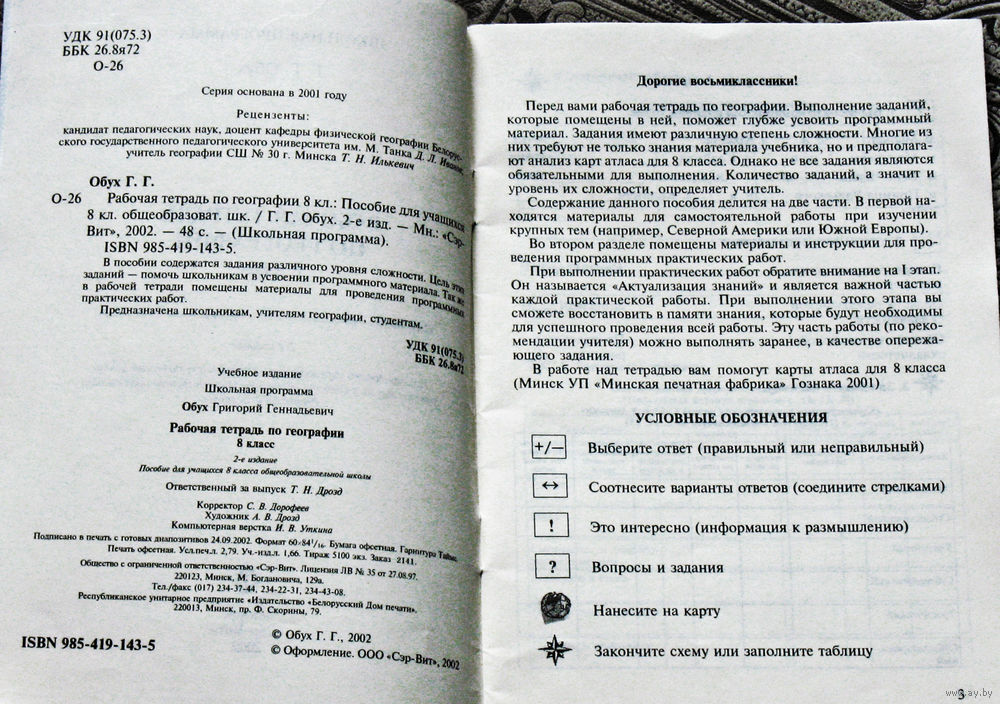 УДК 91(075.3)
ББК 26.8я72
О-26
Серия основана в 2001 году
Рецензенты:
кандидат педагогических наук, доцент кафедры физической географии Белорус-
ского государственного педагогического университета им. М. Танка Д. Л. Иванов,
учитель географии СШ № 30 г. Минска Т. Н. Илькевич
Обух Г. Г.
О-26 Рабочая тетрадь по географии 8 кл.: Пособие для учащихся
8 кл. общеобразоват. шк. / Г. Г. Обух. 2-е изд. — Мн.: «Сэр-
Вит», 2002. — 48 с. — (Школьная программа).
ISBN 985-419-143-5.
В пособии содержатся задания различного уровня сложности. Цель этих
заданий — помочь школьникам в усвоении программного материала. Так же
в рабочей тетради помещены материалы для проведения программных
практических работ.
Предназначена школьникам, учителям географии, студентам.
УДК 91(075.3)
ББК 26.8я72
Учебное издание
Школьная программа
Обух Григорий Геннадьевич
Рабочая тетрадь по географии
8 класс
2-е издание
Пособие для учащихся 8 класса общеобразовательной школы
Ответственный за выпуск Т. Н. Дрозд
Корректор С. В. Дорофеев
Художник А. В. Дрозд
Компьютерная верстка И. В. Уткина
Подписано в печать с готовых диапозитивов 24.09.2002. Формат 60×84 1/16. Бумага офсетная. Гарнитура Таймс.
Печать офсетная. Усл.печ.л. 2,79. Уч.-изд.л. 1,66. Тираж 5100 экз. Заказ 2141.
Общество с ограниченной ответственностью «Сэр-Вит». Лицензия ЛВ № 35 от 27.08.97.
220123, Минск, М. Богдановича, 129а.
Тел./факс (017) 234-37-44, 234-22-31, 234-43-08.
Республиканское унитарное предприятие «Издательство «Белорусский Дом печати».
220013, Минск, пр. Ф. Скорины, 79.
ISBN 985-419-143-5
© Обух Г. Г., 2002
© Оформление. ООО «Сэр-Вит», 2002
Дорогие восьмиклассники!
Перед вами рабочая тетрадь по географии. Выполнение заданий,
которые помещены в ней, поможет глубже усвоить программный
материал. Задания имеют различную степень сложности. Многие из
них требуют не только знания материала учебника, но и предполага-
ют анализ карт атласа для 8 класса. Однако не все задания являются
обязательными для выполнения. Количество заданий, а значит и
уровень их сложности, определяет учитель.
Содержание данного пособия делится на две части. В первой на-
ходятся материалы для самостоятельной работы при изучении
крупных тем (например, Северной Америки или Южной Европы).
Во втором разделе помещены материалы и инструкции для про-
ведения программных практических работ.
При выполнении практических работ обратите внимание на I этап.
Он называется «Актуализация знаний» и является важной частью
каждой практической работы. При выполнении этого этапа вы
сможете восстановить в памяти знания, которые будут необходимы
для успешного проведения всей работы. Эту часть работы (по реко-
мендации учителя) можно выполнять заранее, в качестве опережа-
ющего задания.
В работе над тетрадью вам помогут карты атласа для 8 класса
(Минск УП «Минская печатная фабрика» Гознака 2001)
УСЛОВНЫЕ ОБОЗНАЧЕНИЯ
+/— Выберите ответ (правильный или неправильный)
↔ Соотнесите варианты ответов (соедините стрелками)
! Это интересно (информация к размышлению)
? Вопросы и задания
Нанесите на карту
Закончите схему или заполните таблицу
3
www.ay.by